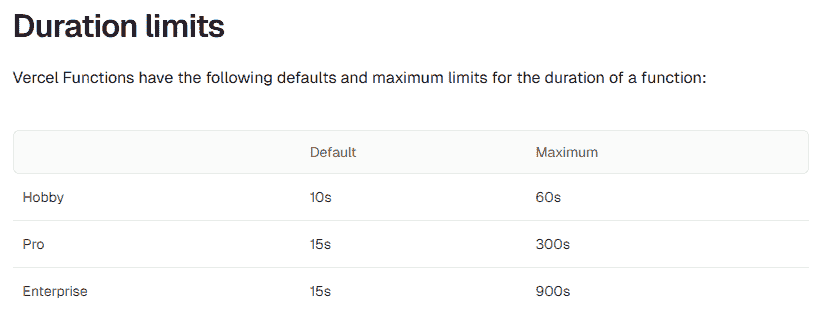 Duration limits
Vercel Functions have the following defaults and maximum limits for the duration of a function:
Default Maximum
Hobby 10s 60s
Pro 15s 300s
Enterprise 15s 900s